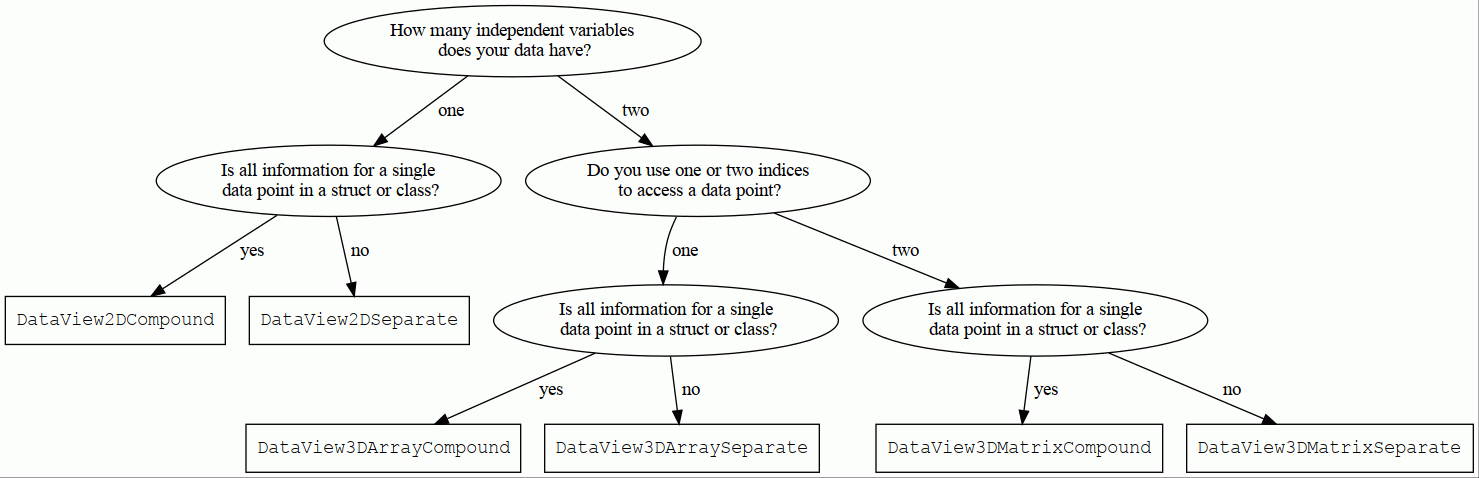 How many independent variables
does your data have?
one
two
Is all information for a single
data point in a struct or class?
Do you use one or two indices
to access a data point?
yes
no
one
two
DataView2DCompound
DataView2DSeparate
Is all information for a single
data point in a struct or class?
Is all information for a single
data point in a struct or class?
yes
no
yes
no
DataView3DArrayCompound
DataView3DArraySeparate
DataView3DMatrixCompound
DataView3DMatrixSeparate